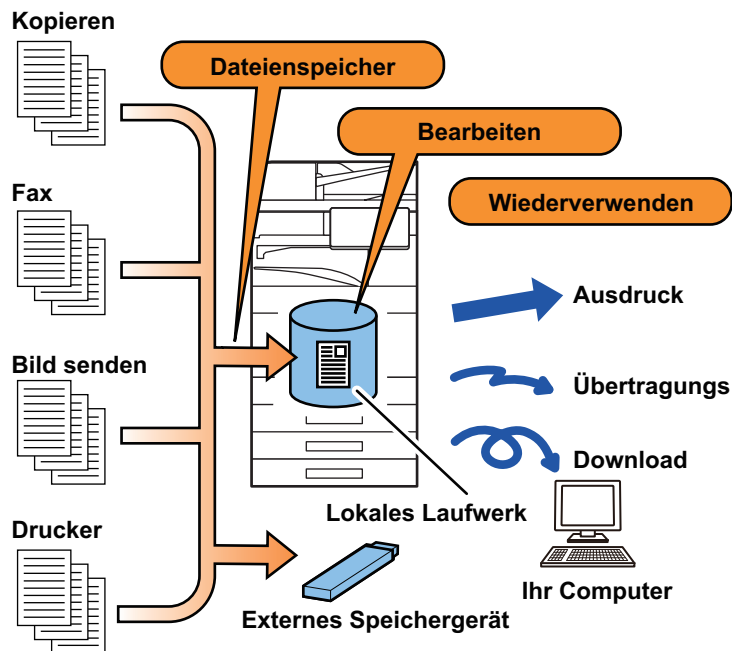 Kopieren
Dateienspeicher
Bearbeiten
Fax
Wiederverwenden
Ausdruck
Bild senden
Übertragungs
Download
Lokales Laufwerk
Drucker
Ihr Computer
Externes Speichergerät